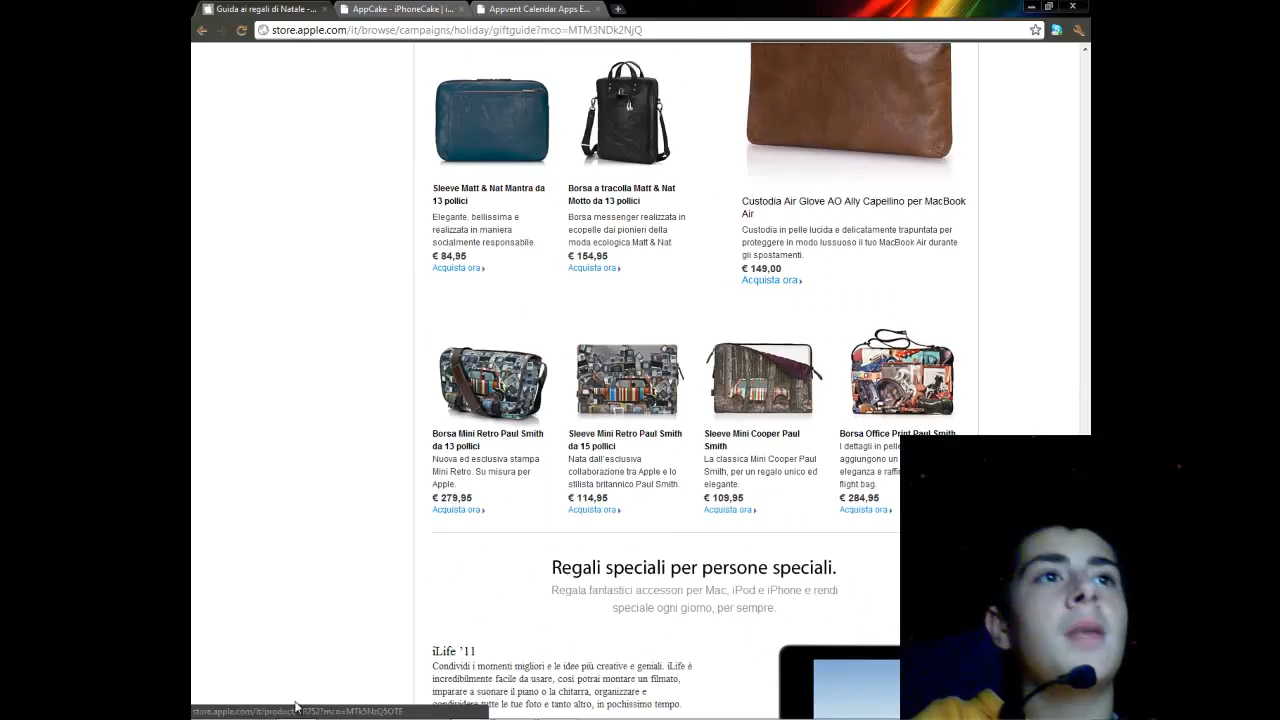 Guida ai regali di Natale -...
AppCake - iPhoneCake | i...
Appvent Calendar Apps E...
store.apple.com/it/browse/campaigns/holiday/giftguide?mco=MTM3NDk2NjQ
Sleeve Matt & Nat Mantra da
13 pollici
Elegante, bellissima e
realizzata in maniera
socialmente responsabile.
€ 84,95
Acquista ora
Borsa a tracolla Matt & Nat
Motto da 13 pollici
Borsa messenger realizzata in
ecopelle dai pionieri della
moda ecologica Matt & Nat.
€ 154,95
Acquista ora
Custodia Air Glove AO Ally Capellino per MacBook
Air
Custodia in pelle lucida e delicatamente trapuntata per
proteggere in modo lussuoso il tuo MacBook Air durante
gli spostamenti.
€ 149,00
Acquista ora
Borsa Mini Retro Paul Smith
da 13 pollici
Nuova ed esclusiva stampa
Mini Retro. Su misura per
Apple.
€ 279,95
Acquista ora
Sleeve Mini Retro Paul Smith
da 15 pollici
Nata dall'esclusiva
collaborazione tra Apple e lo
stilista britannico Paul Smith.
€ 114,95
Acquista ora
Sleeve Mini Cooper Paul
Smith
La classica Mini Cooper Paul
Smith, per un regalo unico ed
elegante.
€ 109,95
Acquista ora
Borsa Office Print Paul Smith
I dettagli in pelle
aggiungono un
eleganza e raffi
flight bag.
€ 284,95
Acquista ora
Regali speciali per persone speciali.
Regala fantastici accessori per Mac, iPod e iPhone e rendi
speciale ogni giorno, per sempre.
iLife '11
Condividi i momenti migliori e le idee più creative e geniali. iLife è
incredibilmente facile da usare, così potrai montare un filmato,
imparare a suonare il piano o la chitarra, organizzare e
condividere tutte le tue foto e tanto altro, in pochissimo tempo.